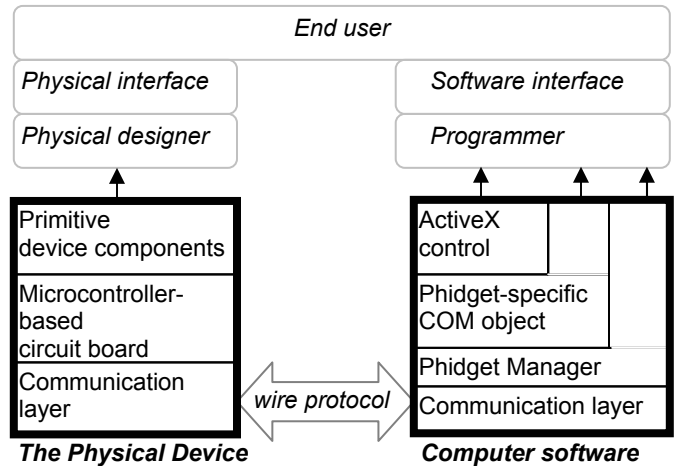 End user
Physical interface
Software interface
Physical designer
Programmer
Primitive
device components
Microcontroller-
based
circuit board
Communication
layer
wire protocol
ActiveX
control
Phidget-specific
COM object
Phidget Manager
Communication layer
The Physical Device
Computer software